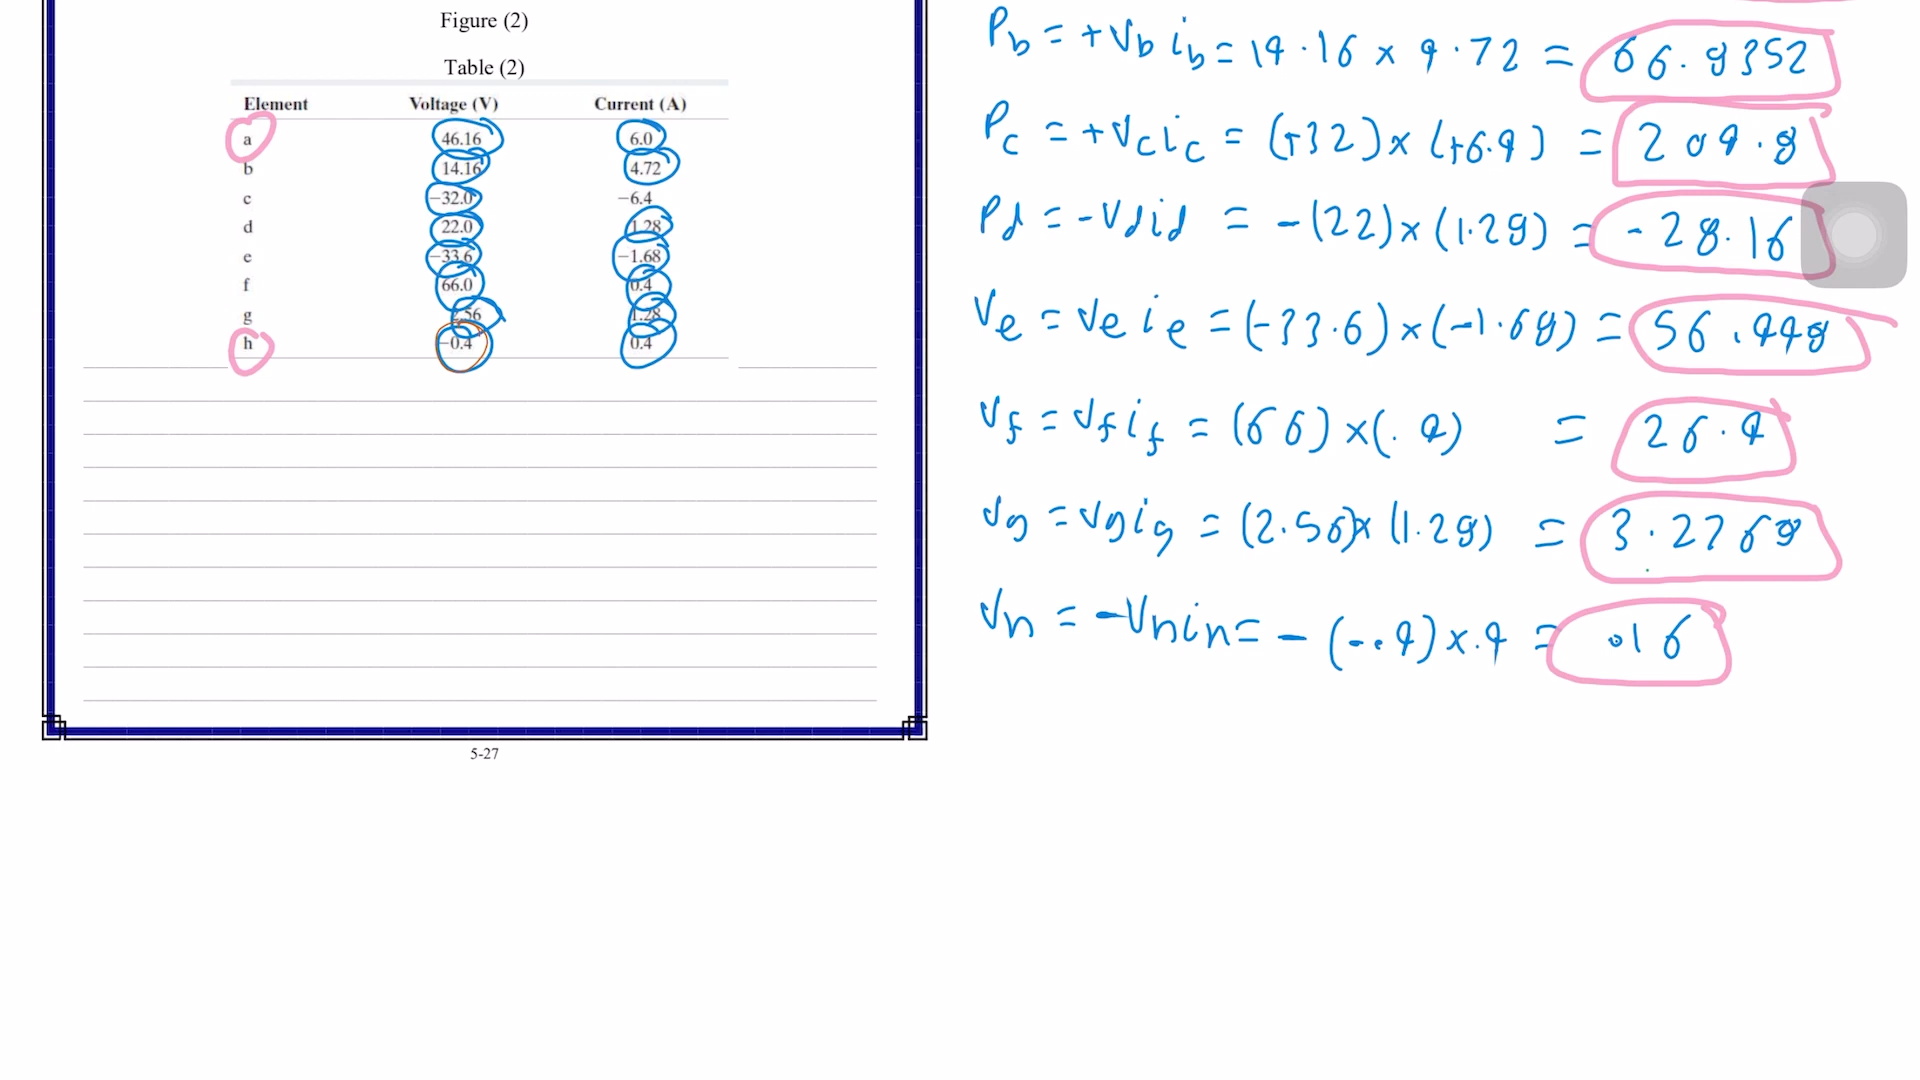 Figure (2)
Table (2)
Element Voltage (V) Current (A)
a 46.16 6.0
b 14.16 4.72
c −32.0 −6.4
d 22.0 1.28
e −33.6 −1.68
f 66.0 0.4
g 2.56 1.28
h −0.4 0.4
5-27
Pb = +Vb ib = 14.16 × 4.72 = 66.8352
Pc = +Vc ic = (+32) × (+6.4) = 204.8
Pd = -Vd id = -(22) × (1.28) = -28.16
Ve = Ve ie = (-33.6) × (-1.68) = 56.448
Vf = Vf if = (66) × (.4) = 26.4
Vg = Vg ig = (2.56) × (1.28) = 3.2768
Vh = -Vh ih = -(-.4) × .4 = .16